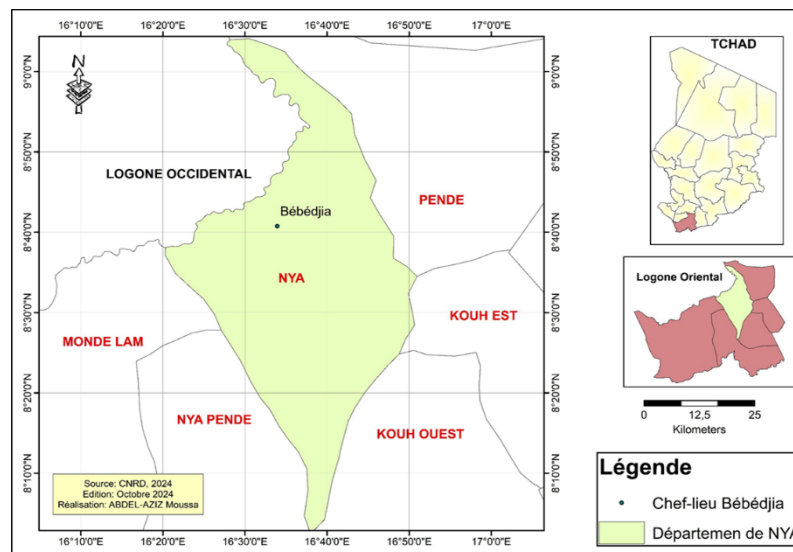 16°10'0"E 16°20'0"E 16°30'0"E 16°40'0"E 16°50'0"E 17°0'0"E
N
9°0'0"N
8°50'0"N
8°40'0"N
8°30'0"N
8°20'0"N
8°10'0"N
LOGONE OCCIDENTAL
Bébédjia
PENDE
NYA
KOUH EST
MONDE LAM
NYA PENDE
KOUH OUEST
Source: CNRD, 2024
Edition: Octobre 2024
Réalisation: ABDEL-AZIZ Moussa
9°0'0"N
8°50'0"N
8°40'0"N
8°30'0"N
8°20'0"N
8°10'0"N
16°10'0"E 16°20'0"E 16°30'0"E 16°40'0"E 16°50'0"E 17°0'0"E
TCHAD
Logone Oriental
0 12,5 25
Kilometers
Légende
Chef-lieu Bébédjia
Départemen de NYA